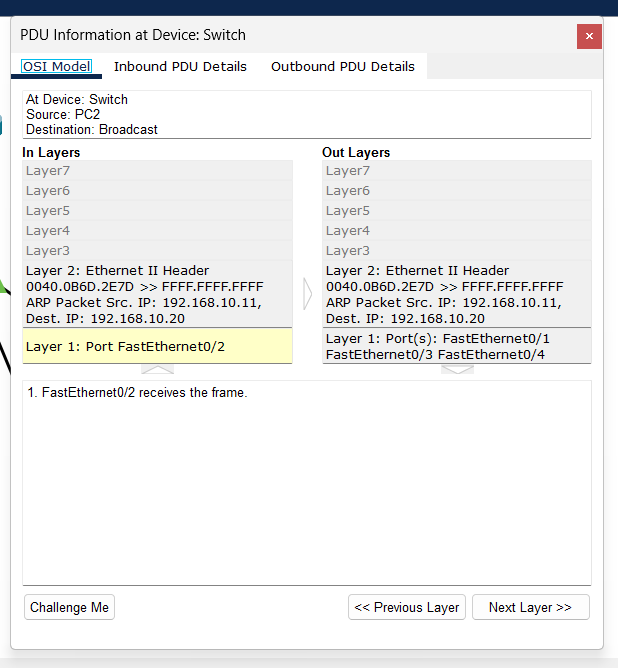 PDU Information at Device: Switch
OSI Model
Inbound PDU Details
Outbound PDU Details
At Device: Switch
Source: PC2
Destination: Broadcast
In Layers
Layer7
Layer6
Layer5
Layer4
Layer3
Layer 2: Ethernet II Header
0040.0B6D.2E7D >> FFFF.FFFF.FFFF
ARP Packet Src. IP: 192.168.10.11,
Dest. IP: 192.168.10.20
Layer 1: Port FastEthernet0/2
Out Layers
Layer7
Layer6
Layer5
Layer4
Layer3
Layer 2: Ethernet II Header
0040.0B6D.2E7D >> FFFF.FFFF.FFFF
ARP Packet Src. IP: 192.168.10.11,
Dest. IP: 192.168.10.20
Layer 1: Port(s): FastEthernet0/1
FastEthernet0/3 FastEthernet0/4
1. FastEthernet0/2 receives the frame.
Challenge Me
<< Previous Layer
Next Layer >>